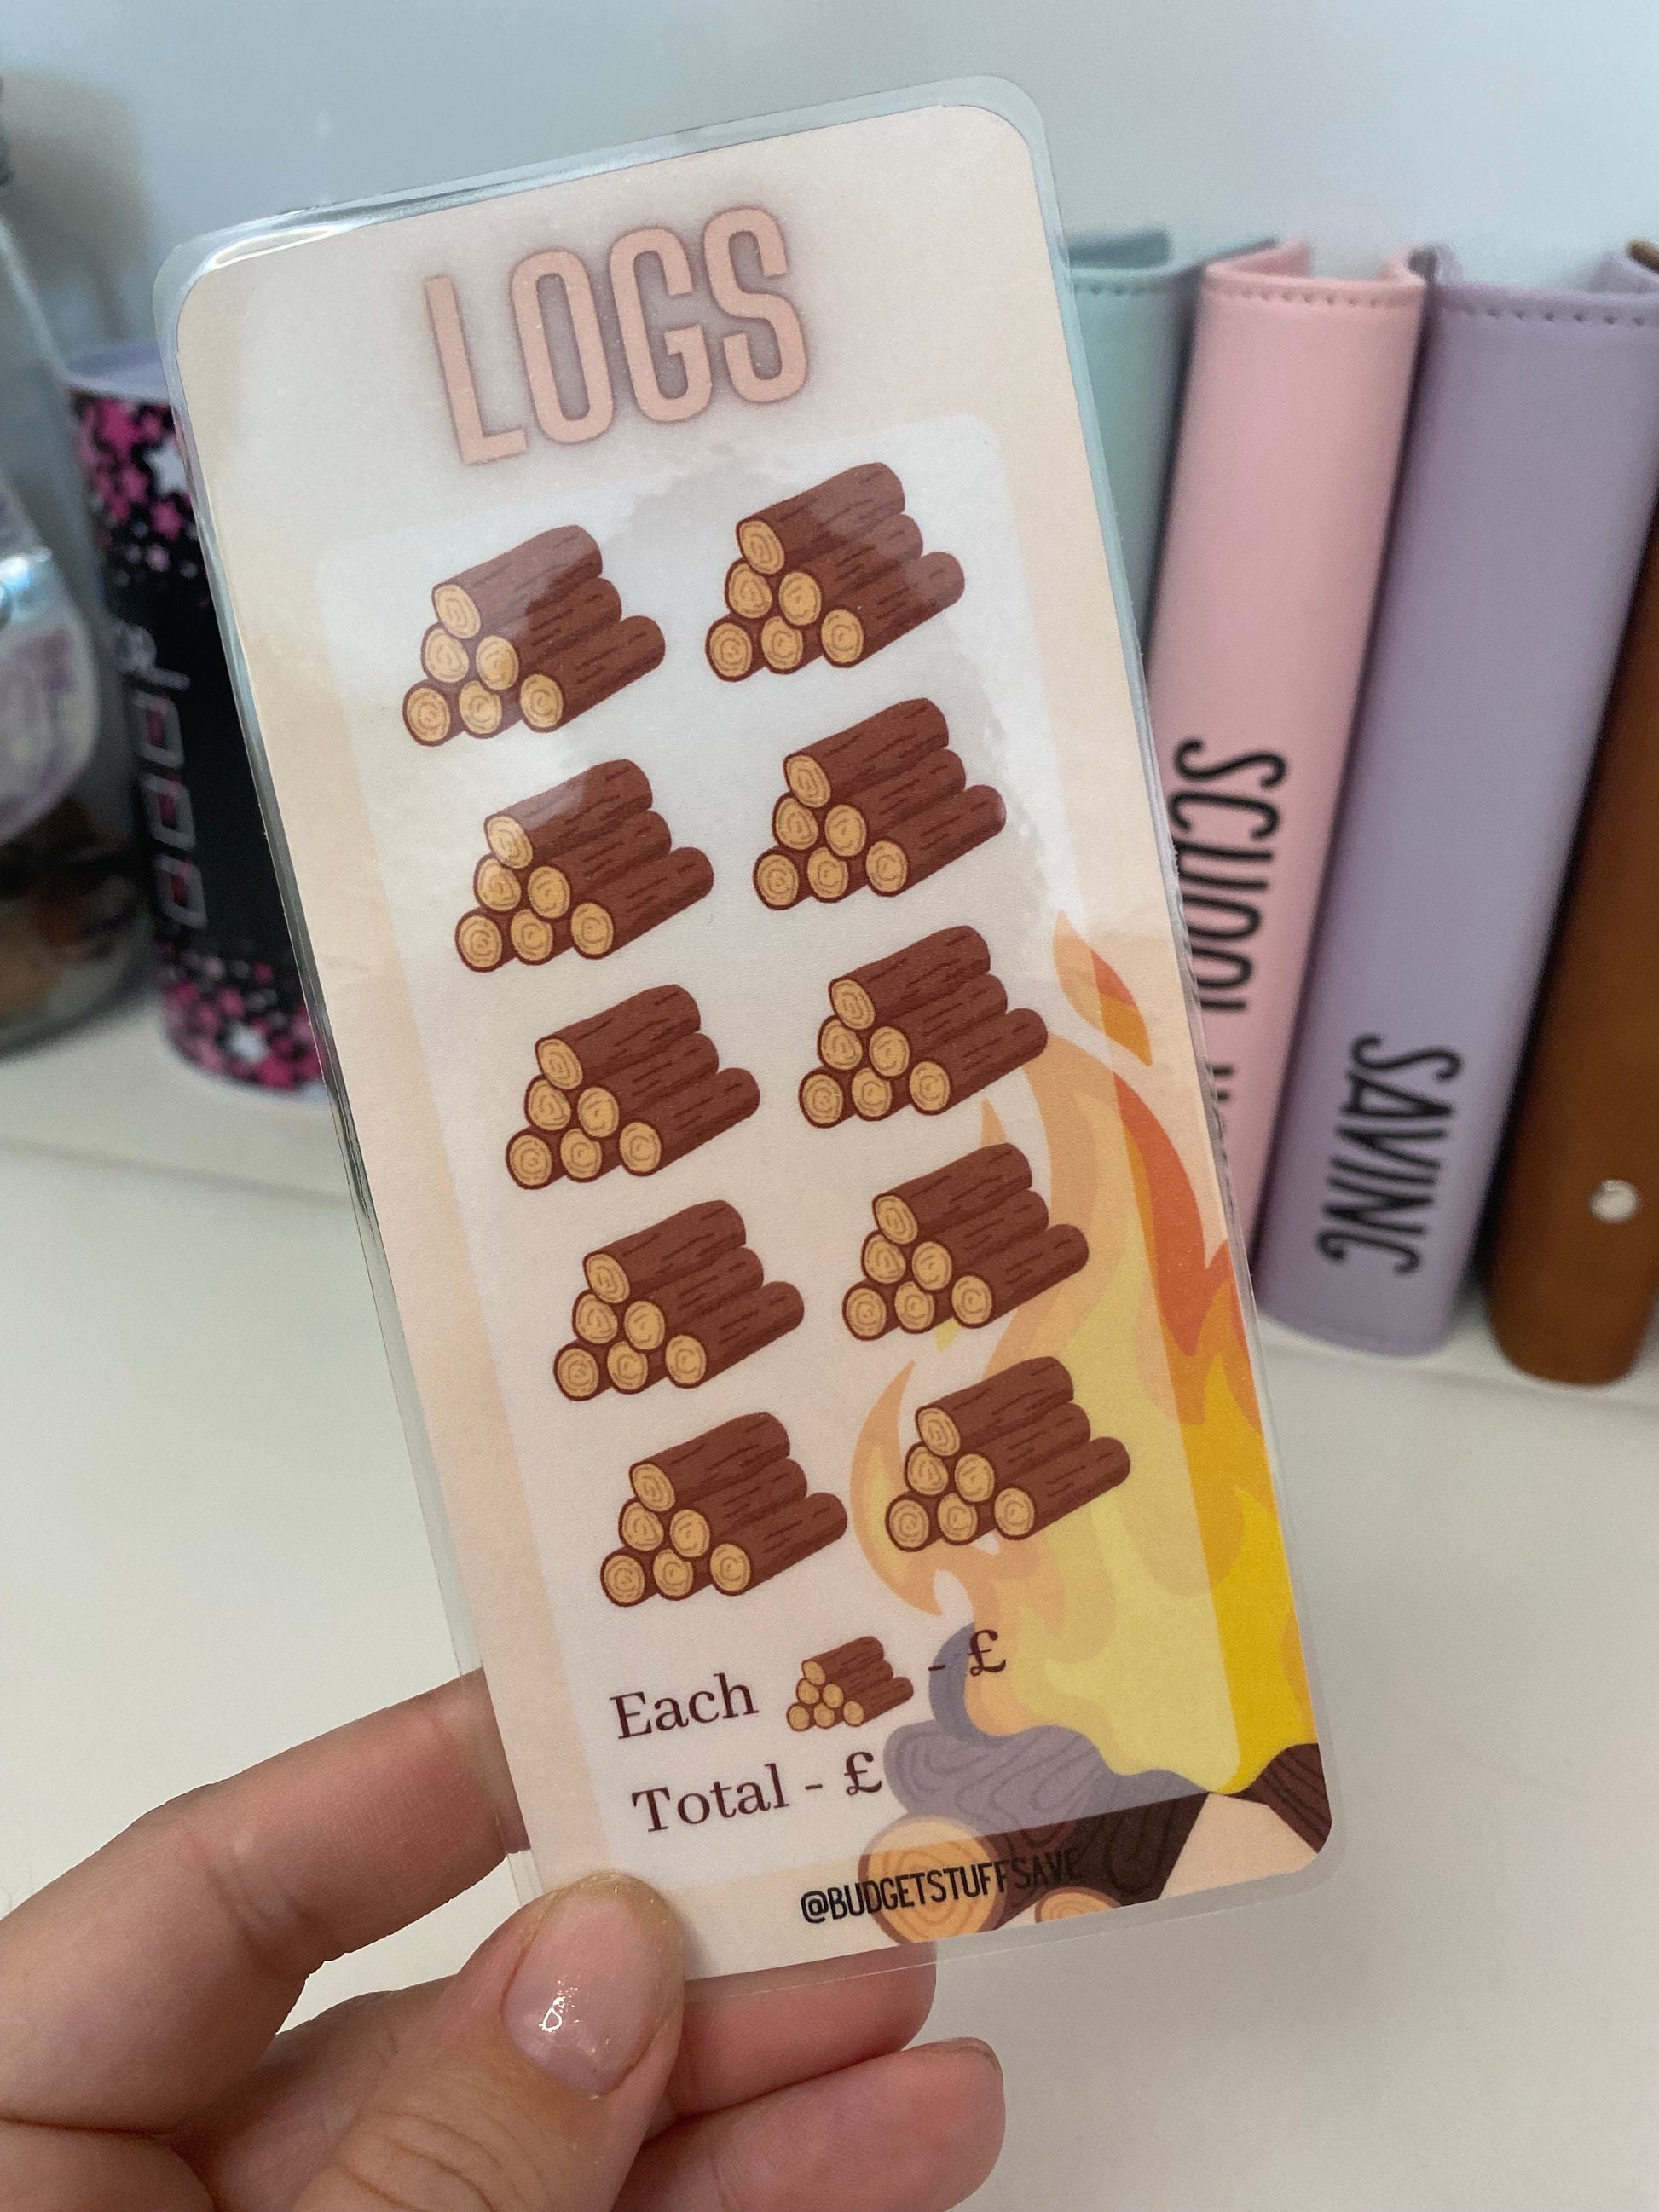 LOGS
Each - £
Total - £
@BUDGETSTUFFSAVE
SAVING